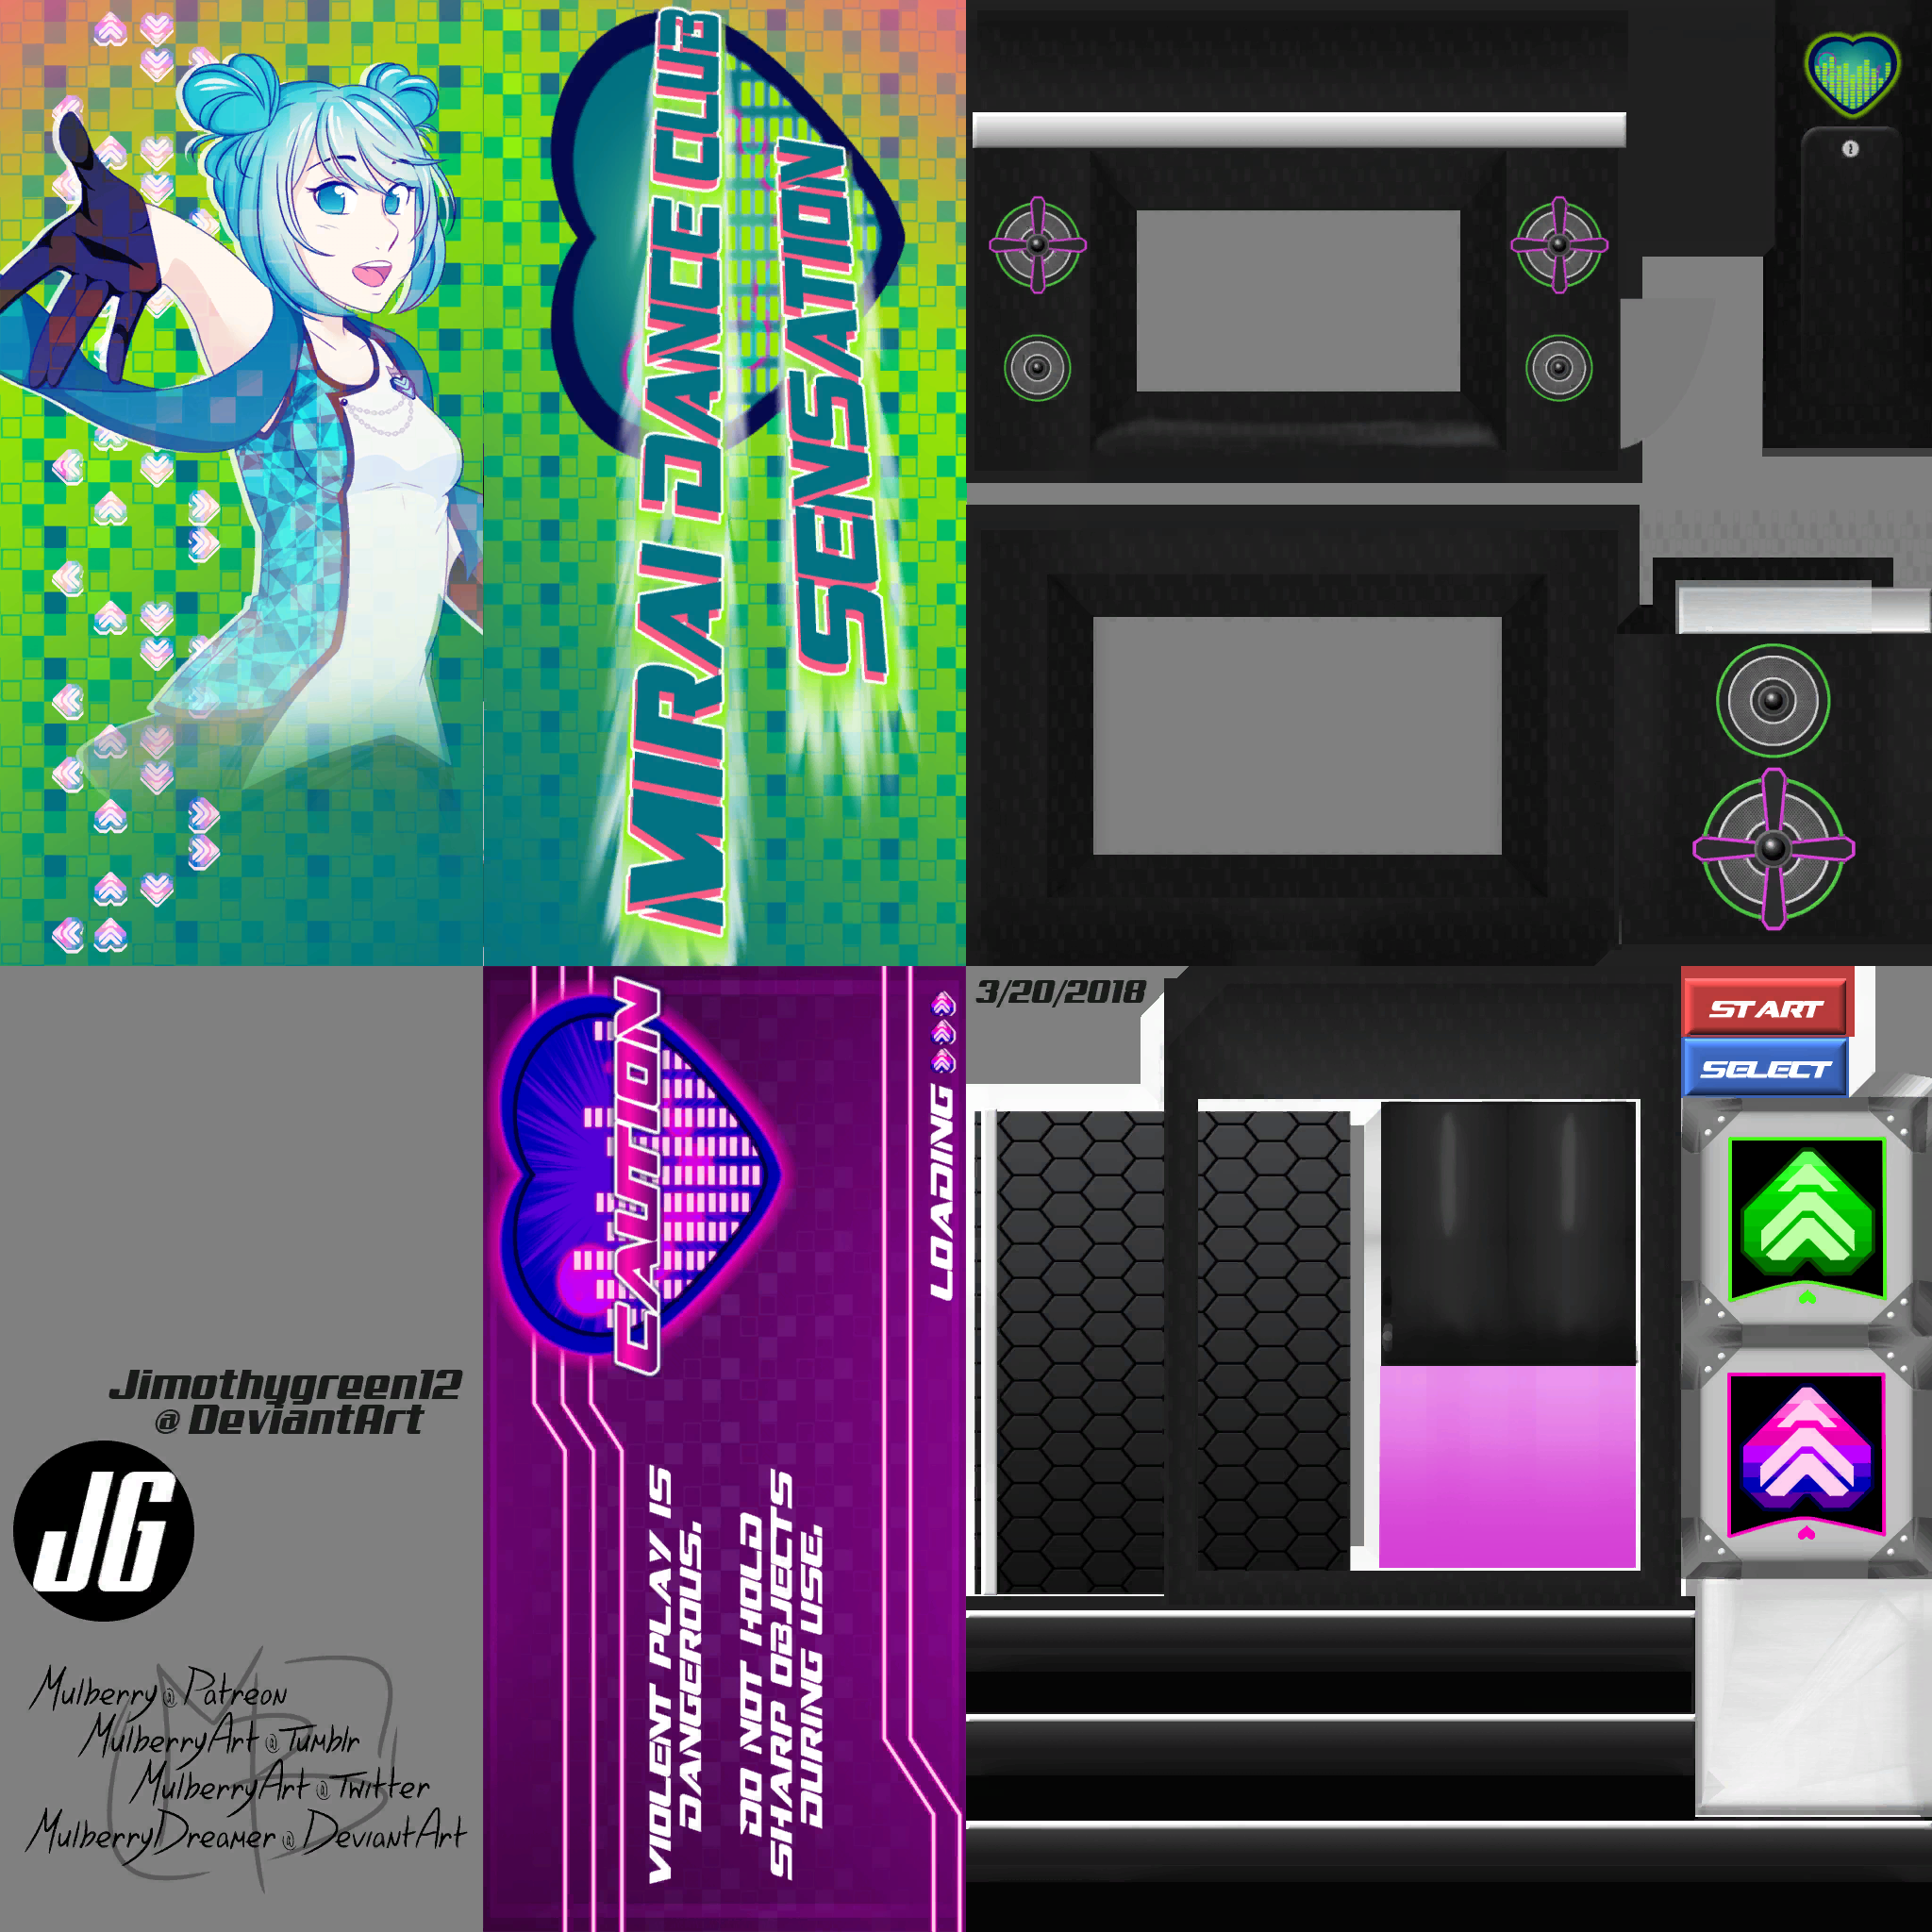 MIRAI DANCE CLUB
SENSATION
3/20/2018
START
SELECT
CAUTION
VIOLENT PLAY IS
DANGEROUS.
DO NOT HOLD
SHARP OBJECTS
DURING USE.
LOADING
Jimothygreen12
@ DeviantArt
JG
Mulberry @ Patreon
MulberryArt @ Tumblr
MulberryArt @ Twitter
MulberryDreamer @ DeviantArt